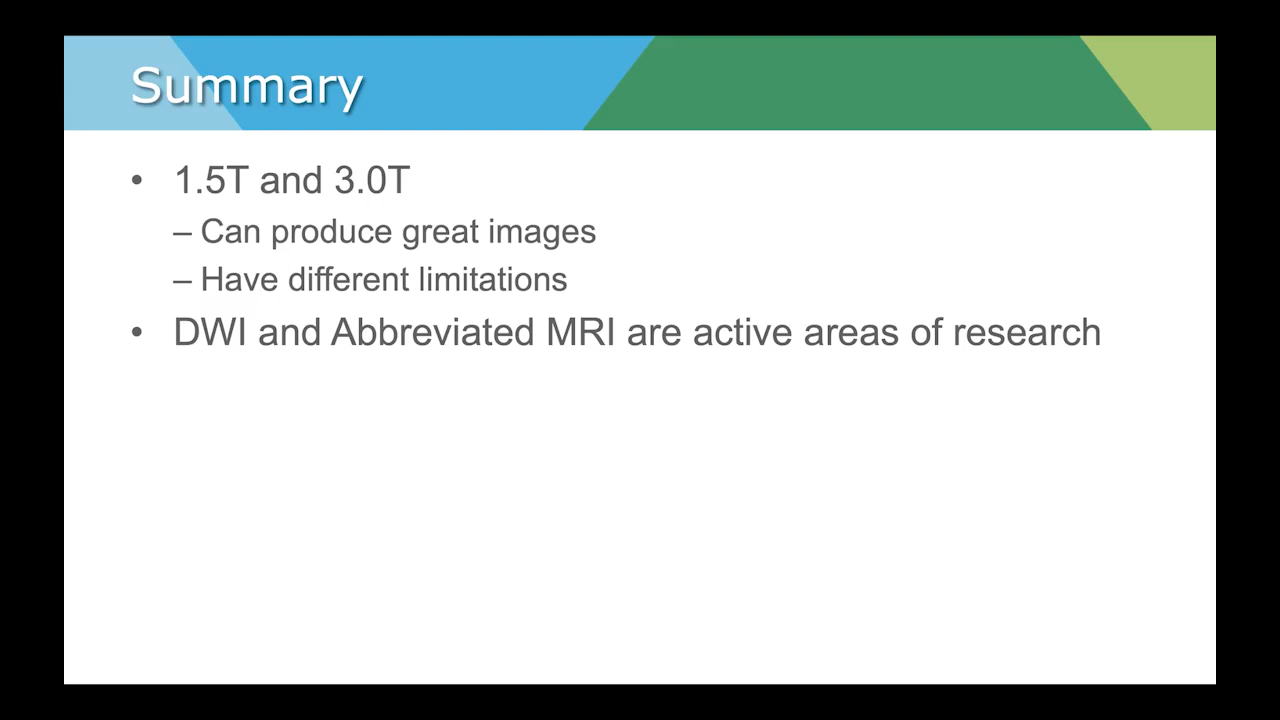 Summary
• 1.5T and 3.0T
– Can produce great images
– Have different limitations
• DWI and Abbreviated MRI are active areas of research